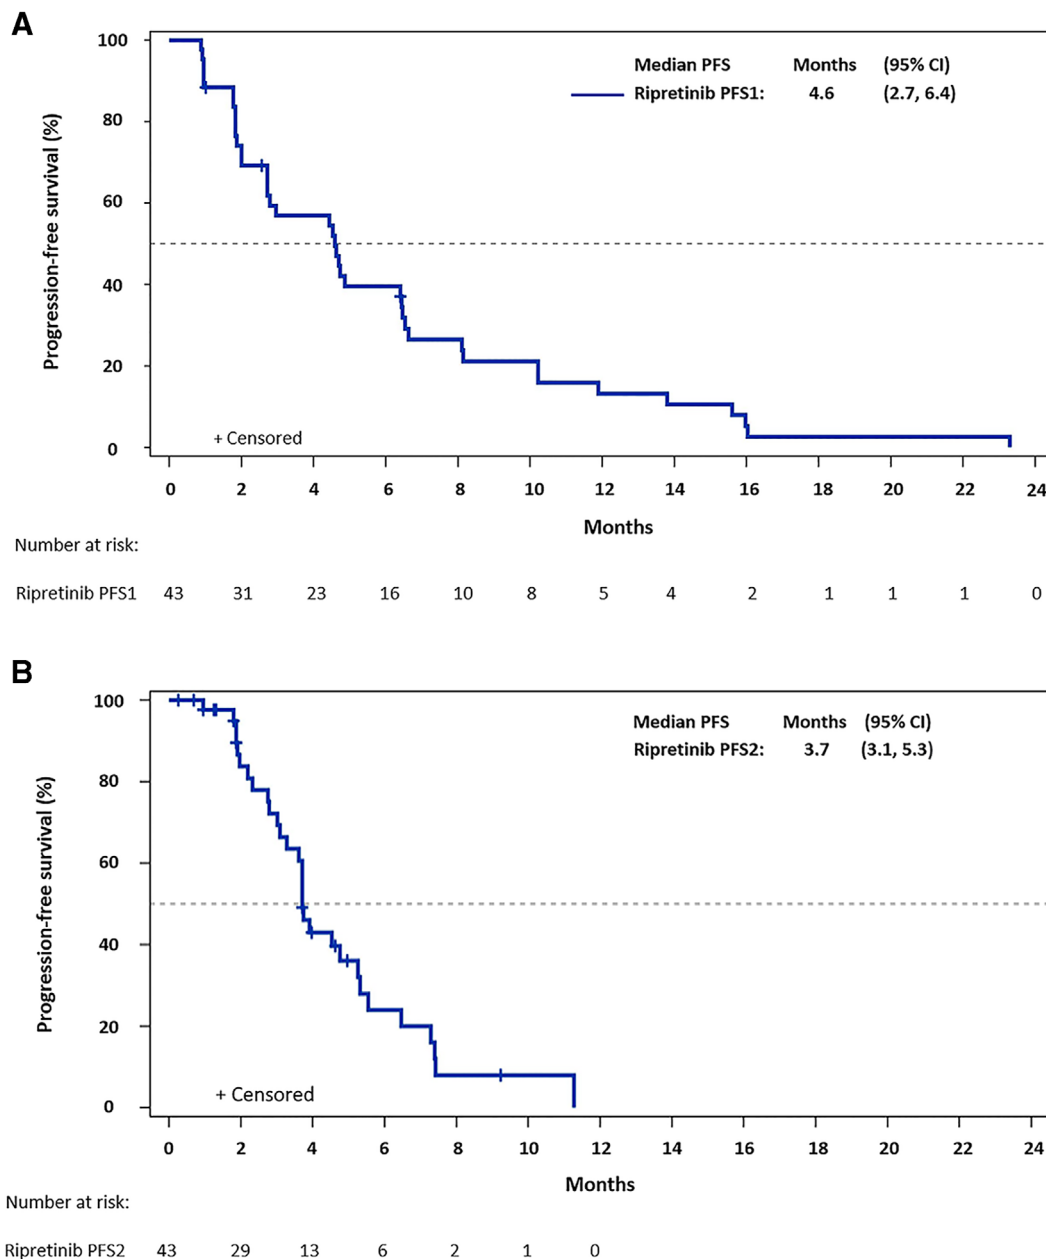 A
Median PFS Months (95% CI)
Ripretinib PFS1: 4.6 (2.7, 6.4)
Progression-free survival (%)
100
80
60
40
20
0
+ Censored
0 2 4 6 8 10 12 14 16 18 20 22 24
Months
Number at risk:
Ripretinib PFS1 43 31 23 16 10 8 5 4 2 1 1 1 0
B
Median PFS Months (95% CI)
Ripretinib PFS2: 3.7 (3.1, 5.3)
Progression-free survival (%)
100
80
60
40
20
0
+ Censored
0 2 4 6 8 10 12 14 16 18 20 22 24
Months
Number at risk:
Ripretinib PFS2 43 29 13 6 2 1 0